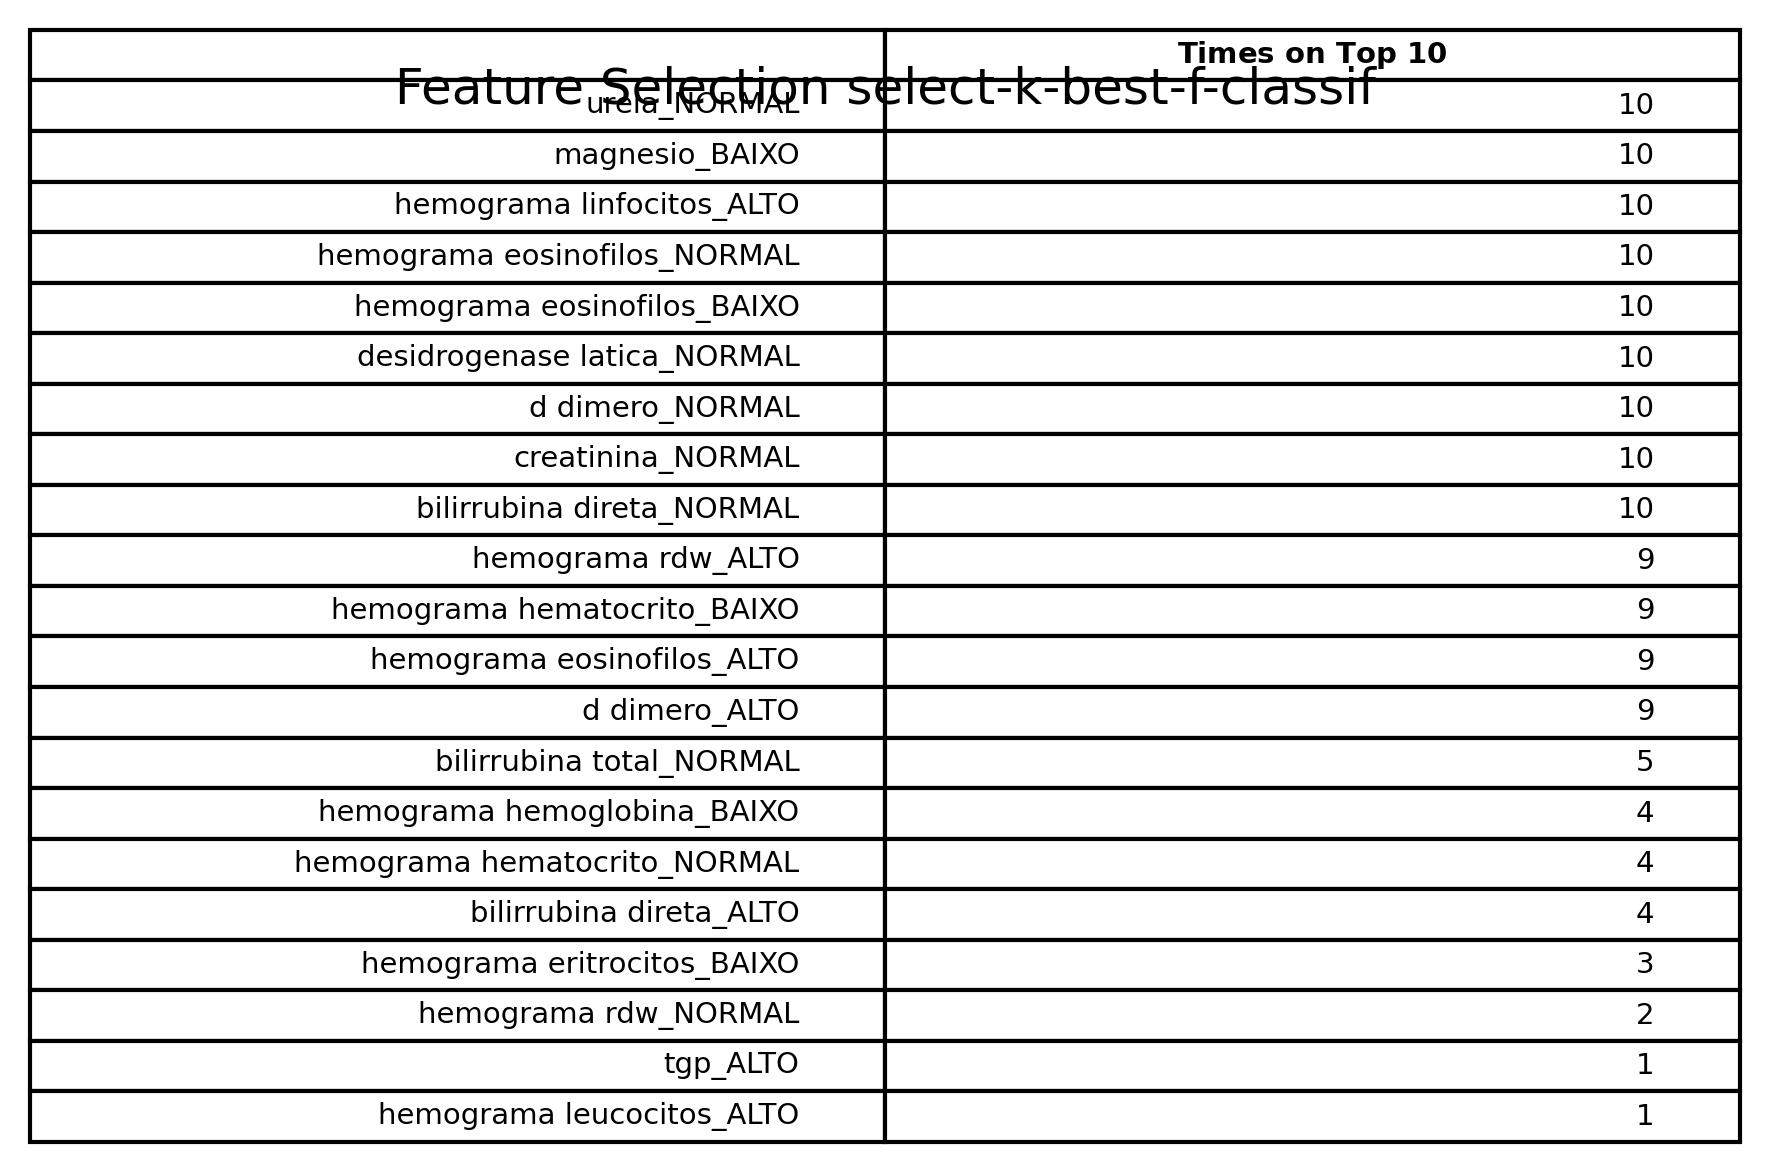 Times on Top 10
Feature Selection select-k-best-f-classif
ureia_NORMAL 10
magnesio_BAIXO 10
hemograma linfocitos_ALTO 10
hemograma eosinofilos_NORMAL 10
hemograma eosinofilos_BAIXO 10
desidrogenase latica_NORMAL 10
d dimero_NORMAL 10
creatinina_NORMAL 10
bilirrubina direta_NORMAL 10
hemograma rdw_ALTO 9
hemograma hematocrito_BAIXO 9
hemograma eosinofilos_ALTO 9
d dimero_ALTO 9
bilirrubina total_NORMAL 5
hemograma hemoglobina_BAIXO 4
hemograma hematocrito_NORMAL 4
bilirrubina direta_ALTO 4
hemograma eritrocitos_BAIXO 3
hemograma rdw_NORMAL 2
tgp_ALTO 1
hemograma leucocitos_ALTO 1